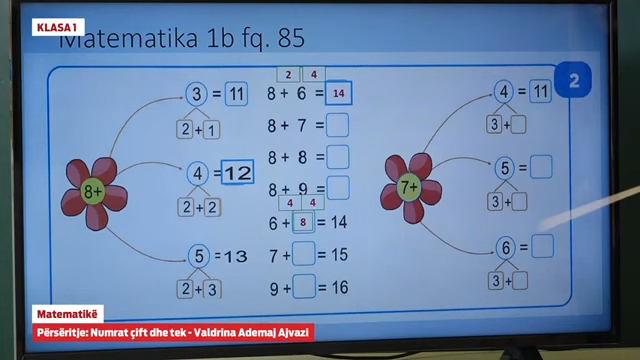 KLASA 1
Matematika 1b fq. 85
2
8+
3 = 11
2 + 1
4 = 12
2 + 2
5 = 13
2 + 3
2 4
8 + 6 = 14
8 + 7 =
8 + 8 =
8 + 9 =
4 4
6 + 8 = 14
7 + = 15
9 + = 16
7+
4 = 11
3 +
5 =
3 +
6 =
3 +
Matematikë
Përsëritje: Numrat çift dhe tek - Valdrina Ademaj Ajvazi